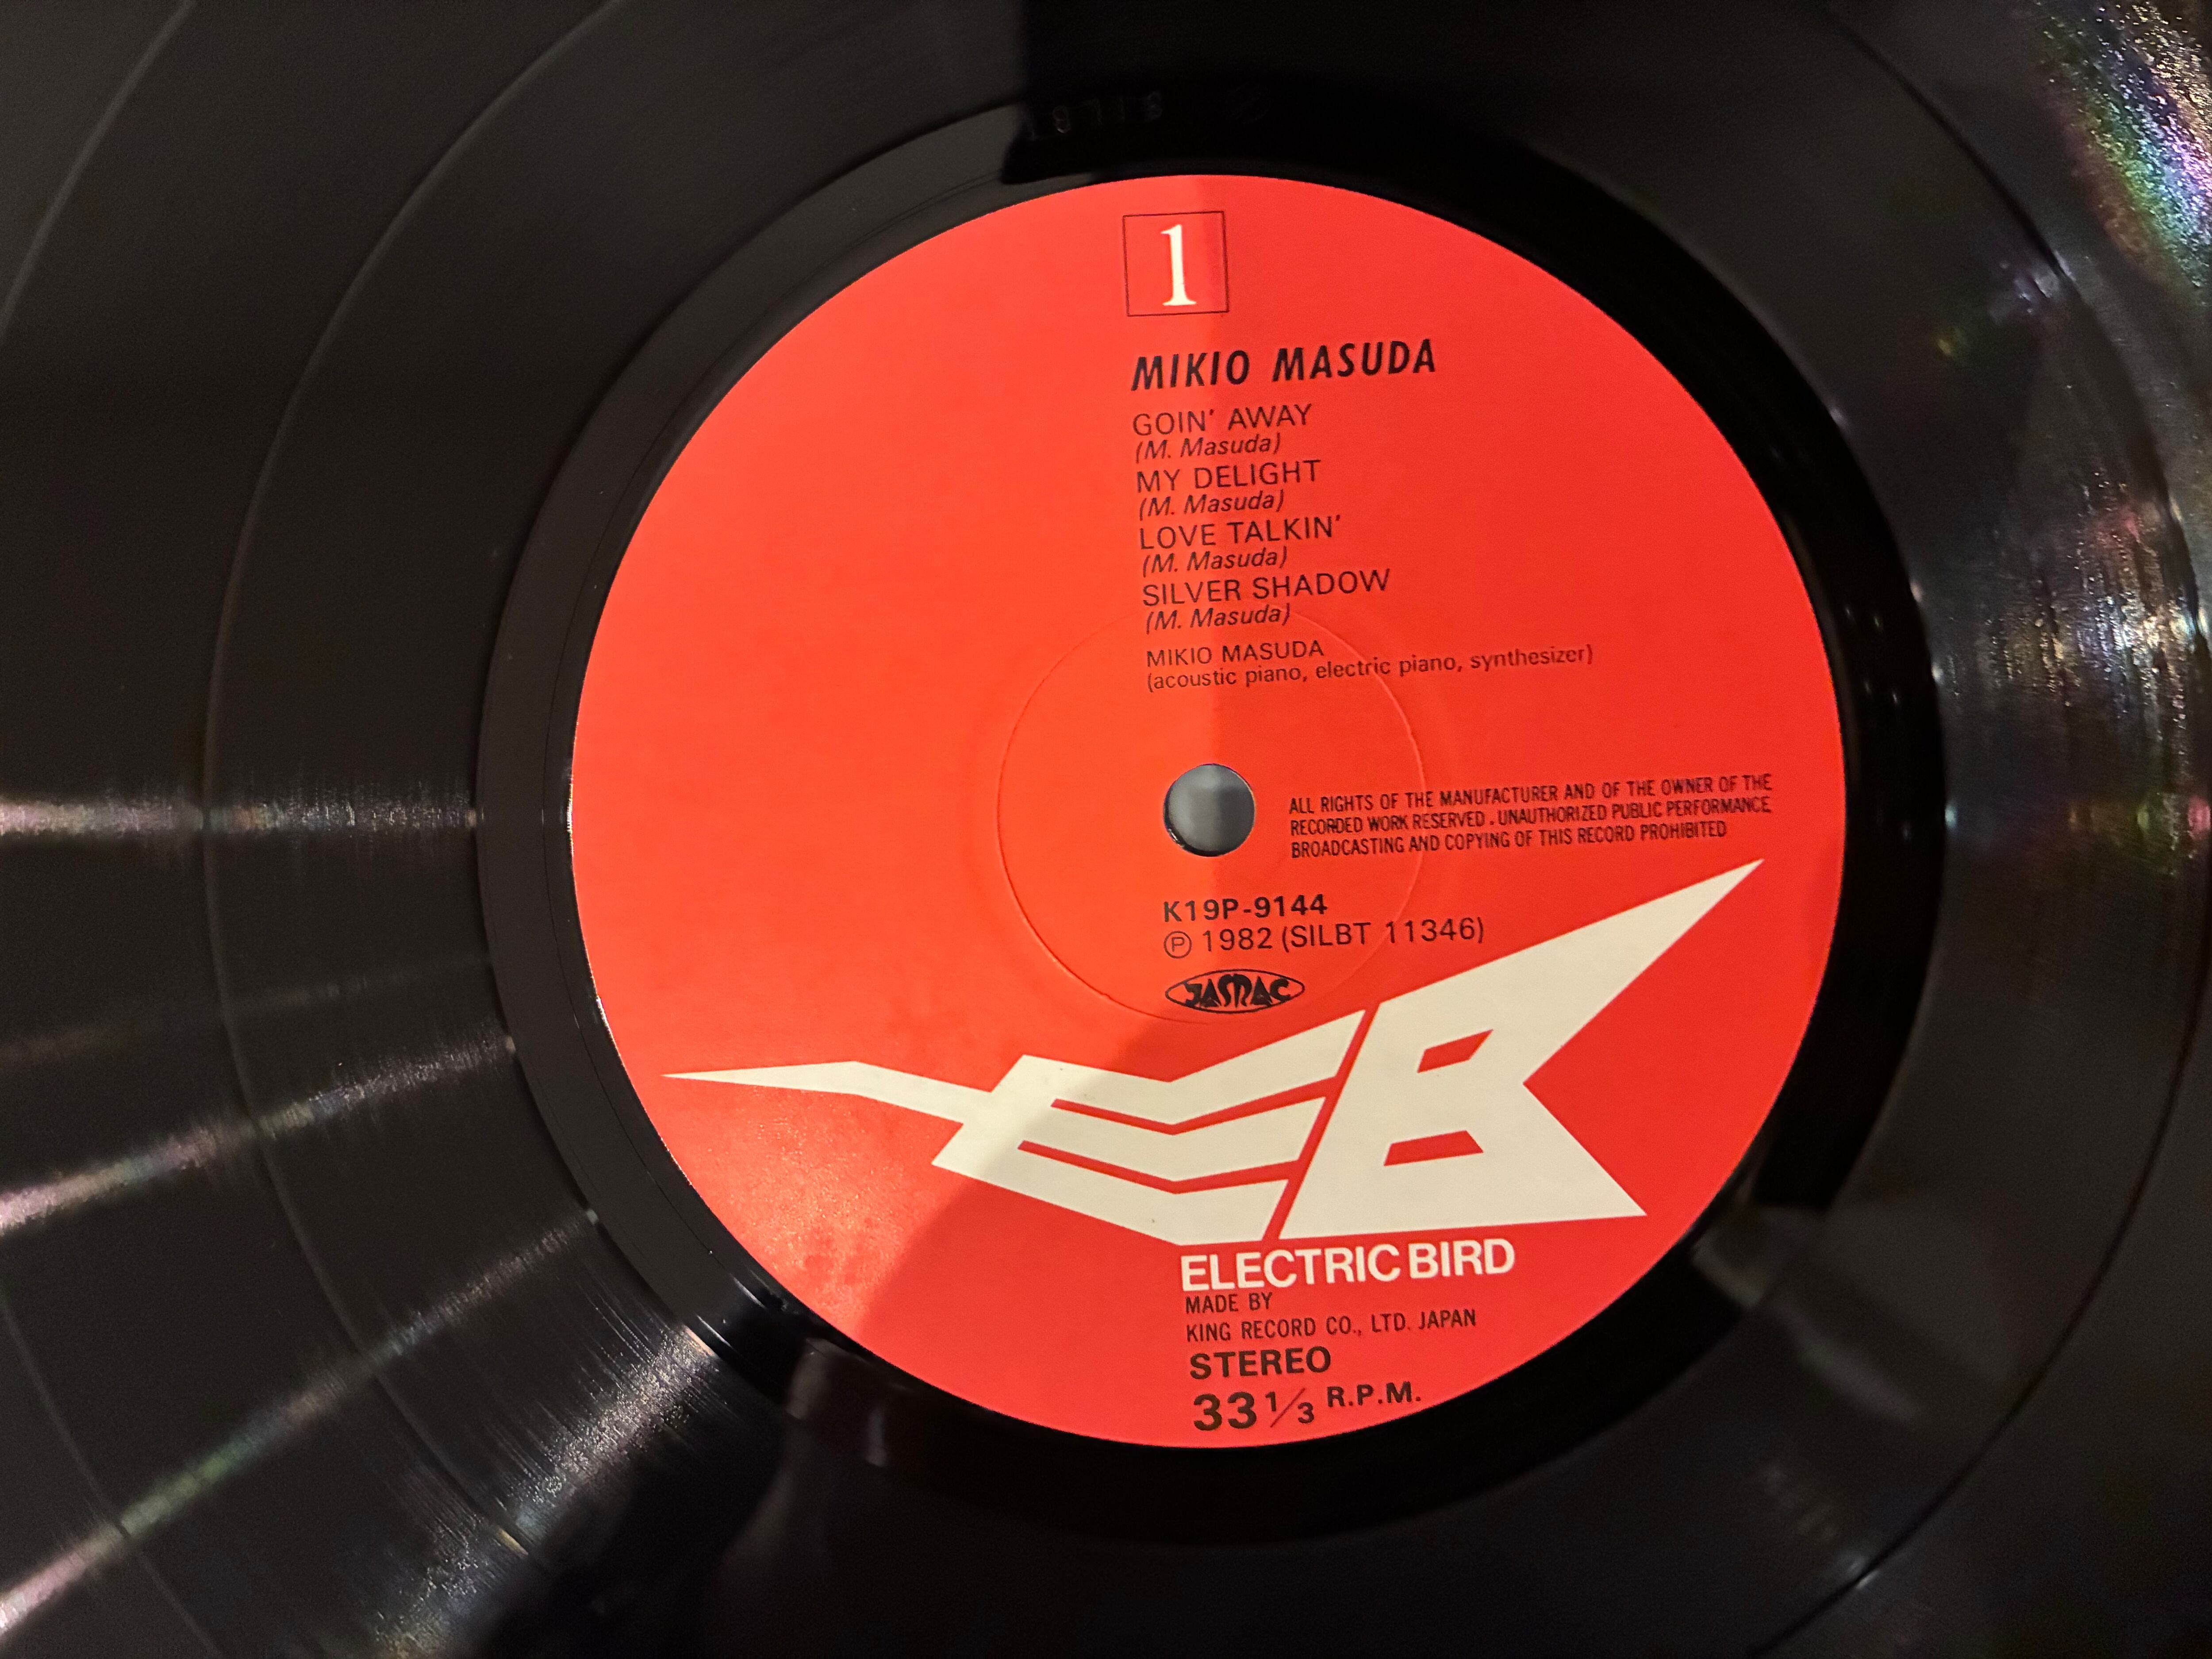 1
MIKIO MASUDA
GOIN' AWAY
(M. Masuda)
MY DELIGHT
(M. Masuda)
LOVE TALKIN'
(M. Masuda)
SILVER SHADOW
(M. Masuda)
MIKIO MASUDA
(acoustic piano, electric piano, synthesizer)
ALL RIGHTS OF THE MANUFACTURER AND OF THE OWNER OF THE
RECORDED WORK RESERVED . UNAUTHORIZED PUBLIC PERFORMANCE
BROADCASTING AND COPYING OF THIS RECORD PROHIBITED
K19P-9144
Ⓟ 1982 (SILBT 11346)
JASRAC
EB
ELECTRIC BIRD
MADE BY
KING RECORD CO., LTD. JAPAN
STEREO
33 1/3 R.P.M.